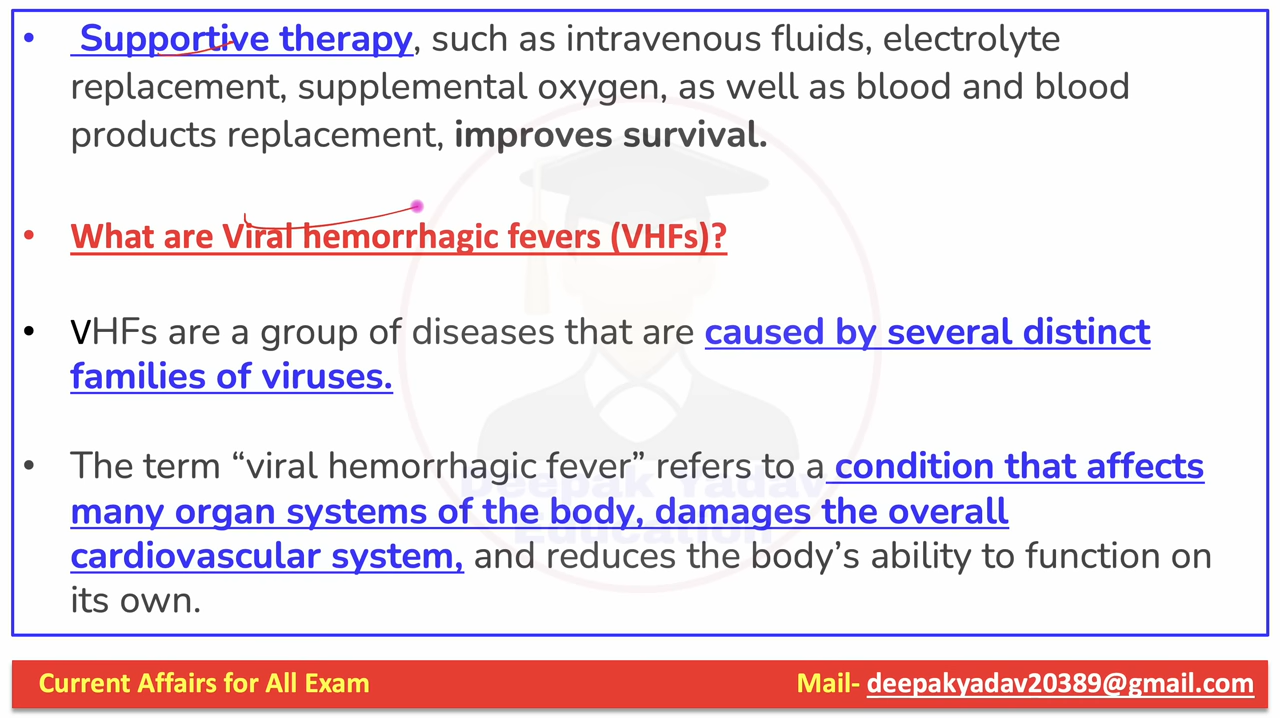 • Supportive therapy, such as intravenous fluids, electrolyte
replacement, supplemental oxygen, as well as blood and blood
products replacement, improves survival.
• What are Viral hemorrhagic fevers (VHFs)?
• VHFs are a group of diseases that are caused by several distinct
families of viruses.
• The term “viral hemorrhagic fever” refers to a condition that affects
many organ systems of the body, damages the overall
cardiovascular system, and reduces the body’s ability to function on
its own.
Deepak Yadav
Education
Current Affairs for All Exam
Mail- deepakyadav20389@gmail.com